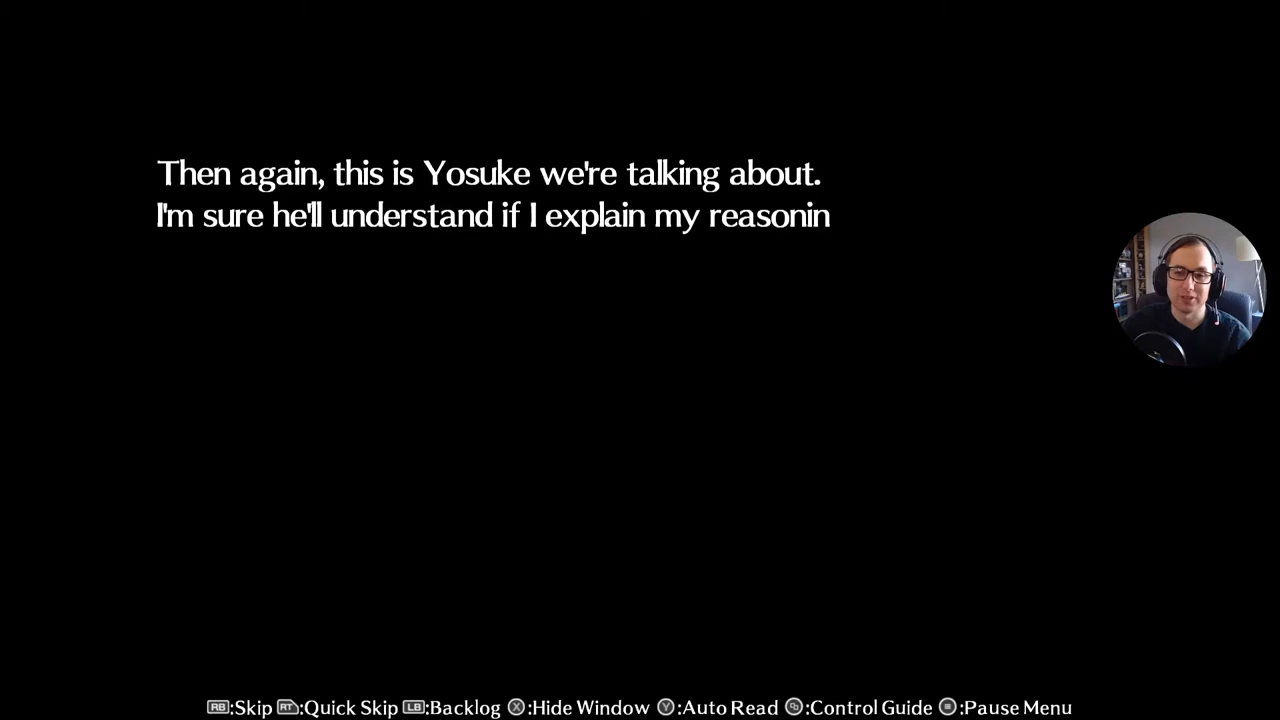 Then again, this is Yosuke we're talking about.
I'm sure he'll understand if I explain my reasonin
RB:Skip RT:Quick Skip LB:Backlog X:Hide Window Y:Auto Read :Control Guide :Pause Menu